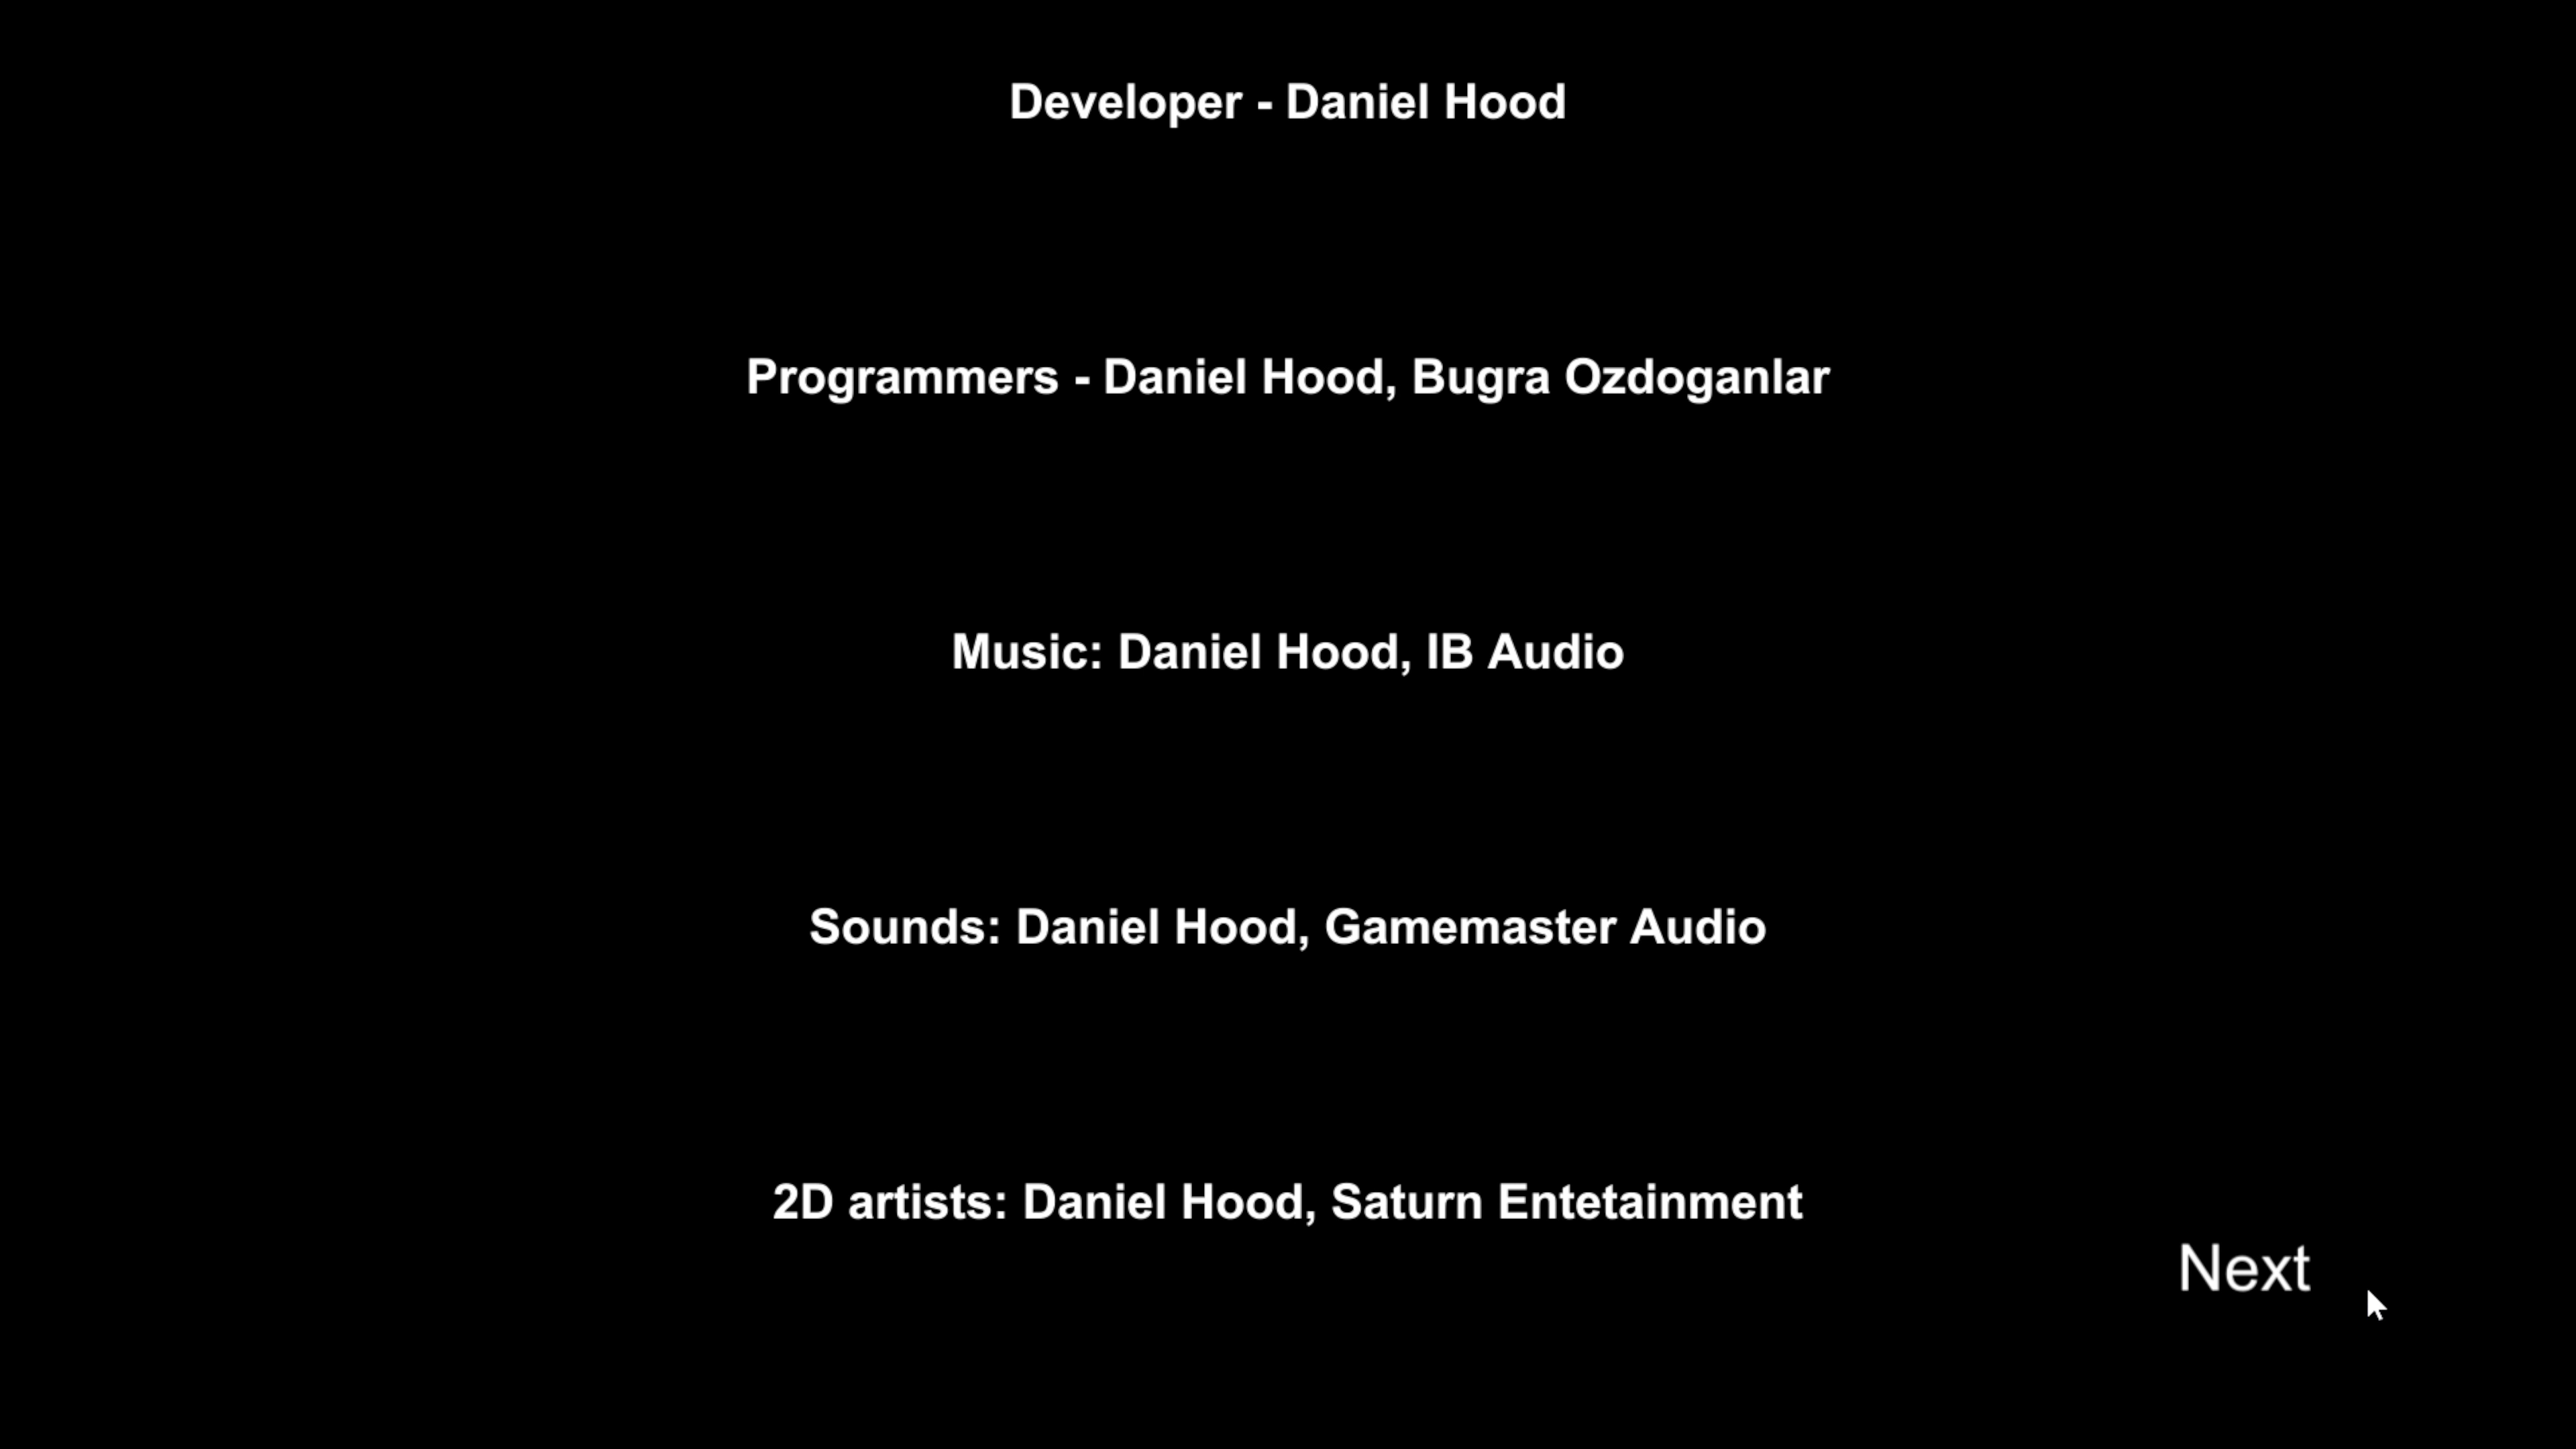 Developer - Daniel Hood
Programmers - Daniel Hood, Bugra Ozdoganlar
Music: Daniel Hood, IB Audio
Sounds: Daniel Hood, Gamemaster Audio
2D artists: Daniel Hood, Saturn Entetainment
Next